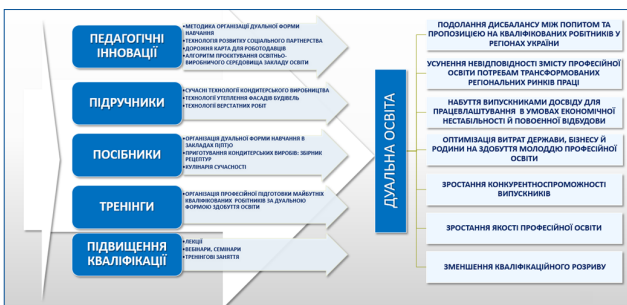 ПЕДАГОГІЧНІ
ІННОВАЦІЇ
•МЕТОДИКА ОРГАНІЗАЦІЇ ДУАЛЬНОЇ ФОРМИ
НАВЧАННЯ
•ТЕХНОЛОГІЯ РОЗВИТКУ СОЦІАЛЬНОГО ПАРТНЕРСТВА
•ДОРОЖНЯ КАРТА ДЛЯ РОБОТОДАВЦІВ
•АЛГОРИТМ ПРОЄКТУВАННЯ ОСВІТНЬО-
ВИРОБНИЧОГО СЕРЕДОВИЩА ЗАКЛАДУ ОСВІТИ
ПІДРУЧНИКИ
•СУЧАСНІ ТЕХНОЛОГІЇ КОНДИТЕРСЬКОГО ВИРОБНИЦТВА
•ТЕХНОЛОГІЇ УТЕПЛЕННЯ ФАСАДІВ БУДІВЕЛЬ
•ТЕХНОЛОГІЇ ВЕРСТАТНИХ РОБІТ
ПОСІБНИКИ
•ОРГАНІЗАЦІЯ ДУАЛЬНОЇ ФОРМИ НАВЧАННЯ В
ЗАКЛАДАХ П(ПТ)О
•ПРИГОТУВАННЯ КОНДИТЕРСЬКИХ ВИРОБІВ: ЗБІРНИК
РЕЦЕПТУР
•КУЛІНАРІЯ СУЧАСНОСТІ
ТРЕНІНГИ
•ОРГАНІЗАЦІЯ ПРОФЕСІЙНОЇ ПІДГОТОВКИ МАЙБУТНІХ
КВАЛІФІКОВАНИХ РОБІТНИКІВ ЗА ДУАЛЬНОЮ
ФОРМОЮ ЗДОБУТТЯ ОСВІТИ
ПІДВИЩЕННЯ
КВАЛІФІКАЦІЇ
•ЛЕКЦІЇ
•ВЕБІНАРИ, СЕМІНАРИ
•ТРЕНІНГОВІ ЗАНЯТТЯ
ДУАЛЬНА ОСВІТА
ПОДОЛАННЯ ДИСБАЛАНСУ МІЖ ПОПИТОМ ТА
ПРОПОЗИЦІЄЮ НА КВАЛІФІКОВАНИХ РОБІТНИКІВ У
РЕГІОНАХ УКРАЇНИ
УСУНЕННЯ НЕВІДПОВІДНОСТІ ЗМІСТУ ПРОФЕСІЙНОЇ
ОСВІТИ ПОТРЕБАМ ТРАНСФОРМОВАНИХ
РЕГІОНАЛЬНИХ РИНКІВ ПРАЦІ
НАБУТТЯ ВИПУСКНИКАМИ ДОСВІДУ ДЛЯ
ПРАЦЕВЛАШТУВАННЯ В УМОВАХ ЕКОНОМІЧНОЇ
НЕСТАБІЛЬНОСТІ Й ПОВОЄННОЇ ВІДБУДОВИ
ОПТИМІЗАЦІЯ ВИТРАТ ДЕРЖАВИ, БІЗНЕСУ Й
РОДИНИ НА ЗДОБУТТЯ МОЛОДДЮ ПРОФЕСІЙНОЇ
ОСВІТИ
ЗРОСТАННЯ КОНКУРЕНТНОСПРОМОЖНОСТІ
ВИПУСКНИКІВ
ЗРОСТАННЯ ЯКОСТІ ПРОФЕСІЙНОЇ ОСВІТИ
ЗМЕНШЕННЯ КВАЛІФІКАЦІЙНОГО РОЗРИВУ